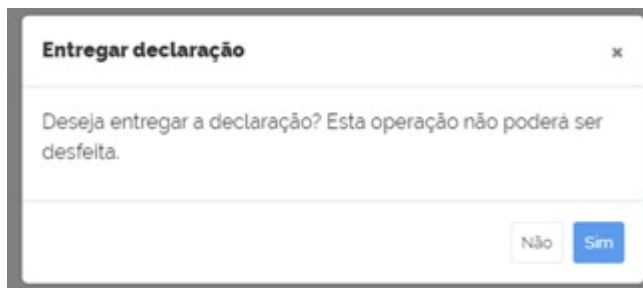 Entregar declaração ×
Deseja entregar a declaração? Esta operação não poderá ser
desfeita.
Não Sim